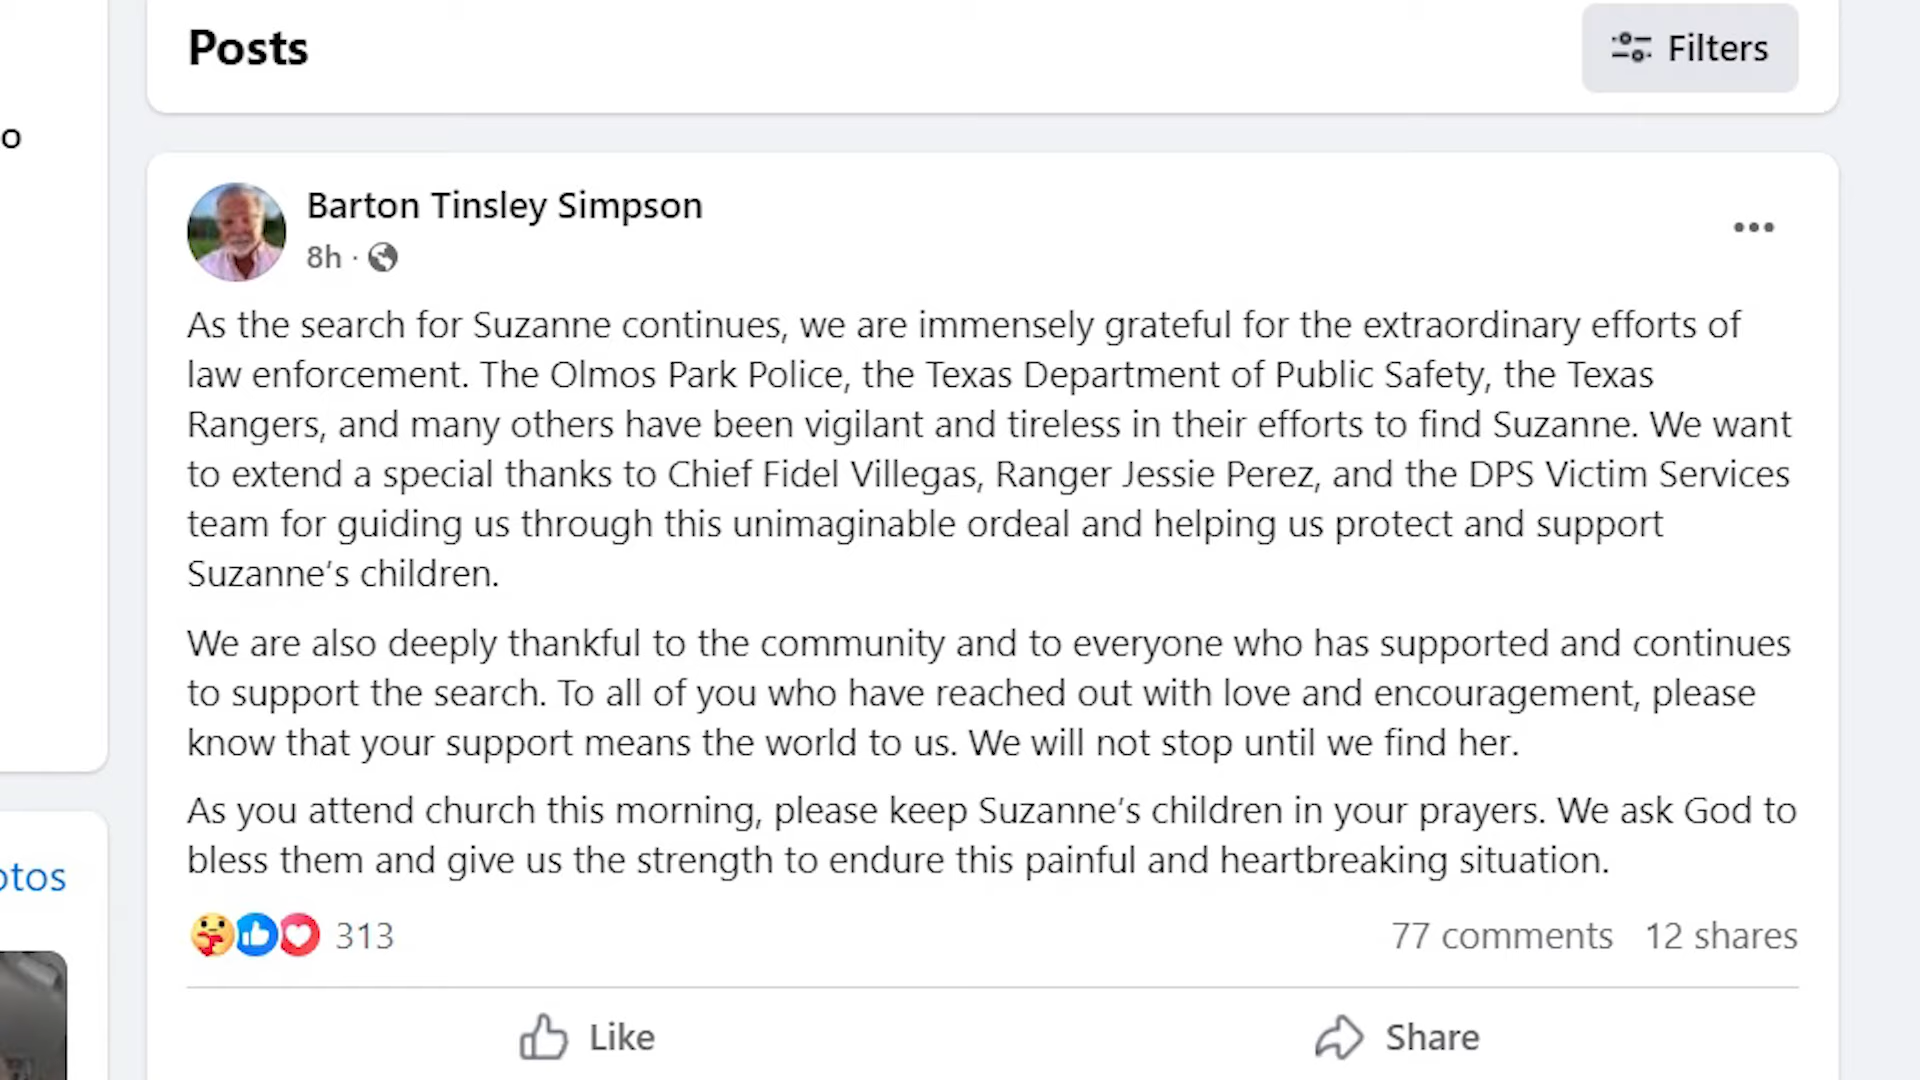 Posts
Filters
o
Barton Tinsley Simpson
8h ·
As the search for Suzanne continues, we are immensely grateful for the extraordinary efforts of
law enforcement. The Olmos Park Police, the Texas Department of Public Safety, the Texas
Rangers, and many others have been vigilant and tireless in their efforts to find Suzanne. We want
to extend a special thanks to Chief Fidel Villegas, Ranger Jessie Perez, and the DPS Victim Services
team for guiding us through this unimaginable ordeal and helping us protect and support
Suzanne’s children.
We are also deeply thankful to the community and to everyone who has supported and continues
to support the search. To all of you who have reached out with love and encouragement, please
know that your support means the world to us. We will not stop until we find her.
As you attend church this morning, please keep Suzanne’s children in your prayers. We ask God to
bless them and give us the strength to endure this painful and heartbreaking situation.
otos
313
77 comments 12 shares
Like
Share